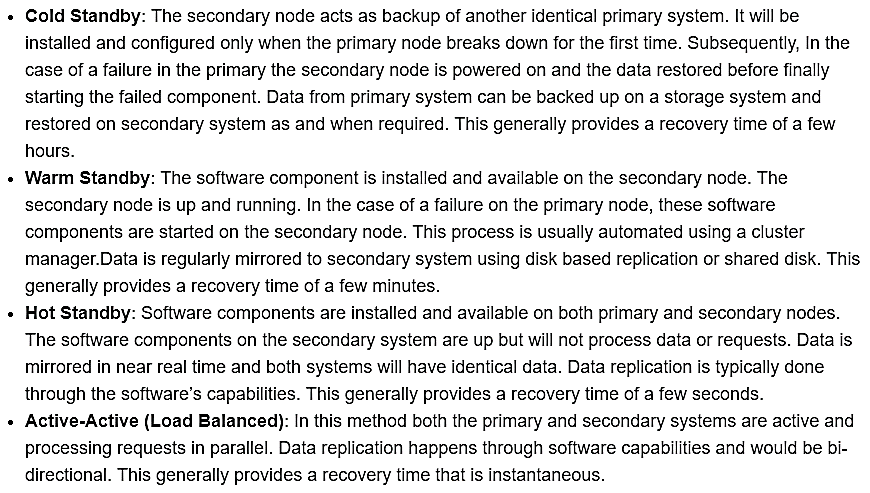 • Cold Standby: The secondary node acts as backup of another identical primary system. It will be
installed and configured only when the primary node breaks down for the first time. Subsequently, In the
case of a failure in the primary the secondary node is powered on and the data restored before finally
starting the failed component. Data from primary system can be backed up on a storage system and
restored on secondary system as and when required. This generally provides a recovery time of a few
hours.
• Warm Standby: The software component is installed and available on the secondary node. The
secondary node is up and running. In the case of a failure on the primary node, these software
components are started on the secondary node. This process is usually automated using a cluster
manager.Data is regularly mirrored to secondary system using disk based replication or shared disk. This
generally provides a recovery time of a few minutes.
• Hot Standby: Software components are installed and available on both primary and secondary nodes.
The software components on the secondary system are up but will not process data or requests. Data is
mirrored in near real time and both systems will have identical data. Data replication is typically done
through the software’s capabilities. This generally provides a recovery time of a few seconds.
• Active-Active (Load Balanced): In this method both the primary and secondary systems are active and
processing requests in parallel. Data replication happens through software capabilities and would be bi-
directional. This generally provides a recovery time that is instantaneous.